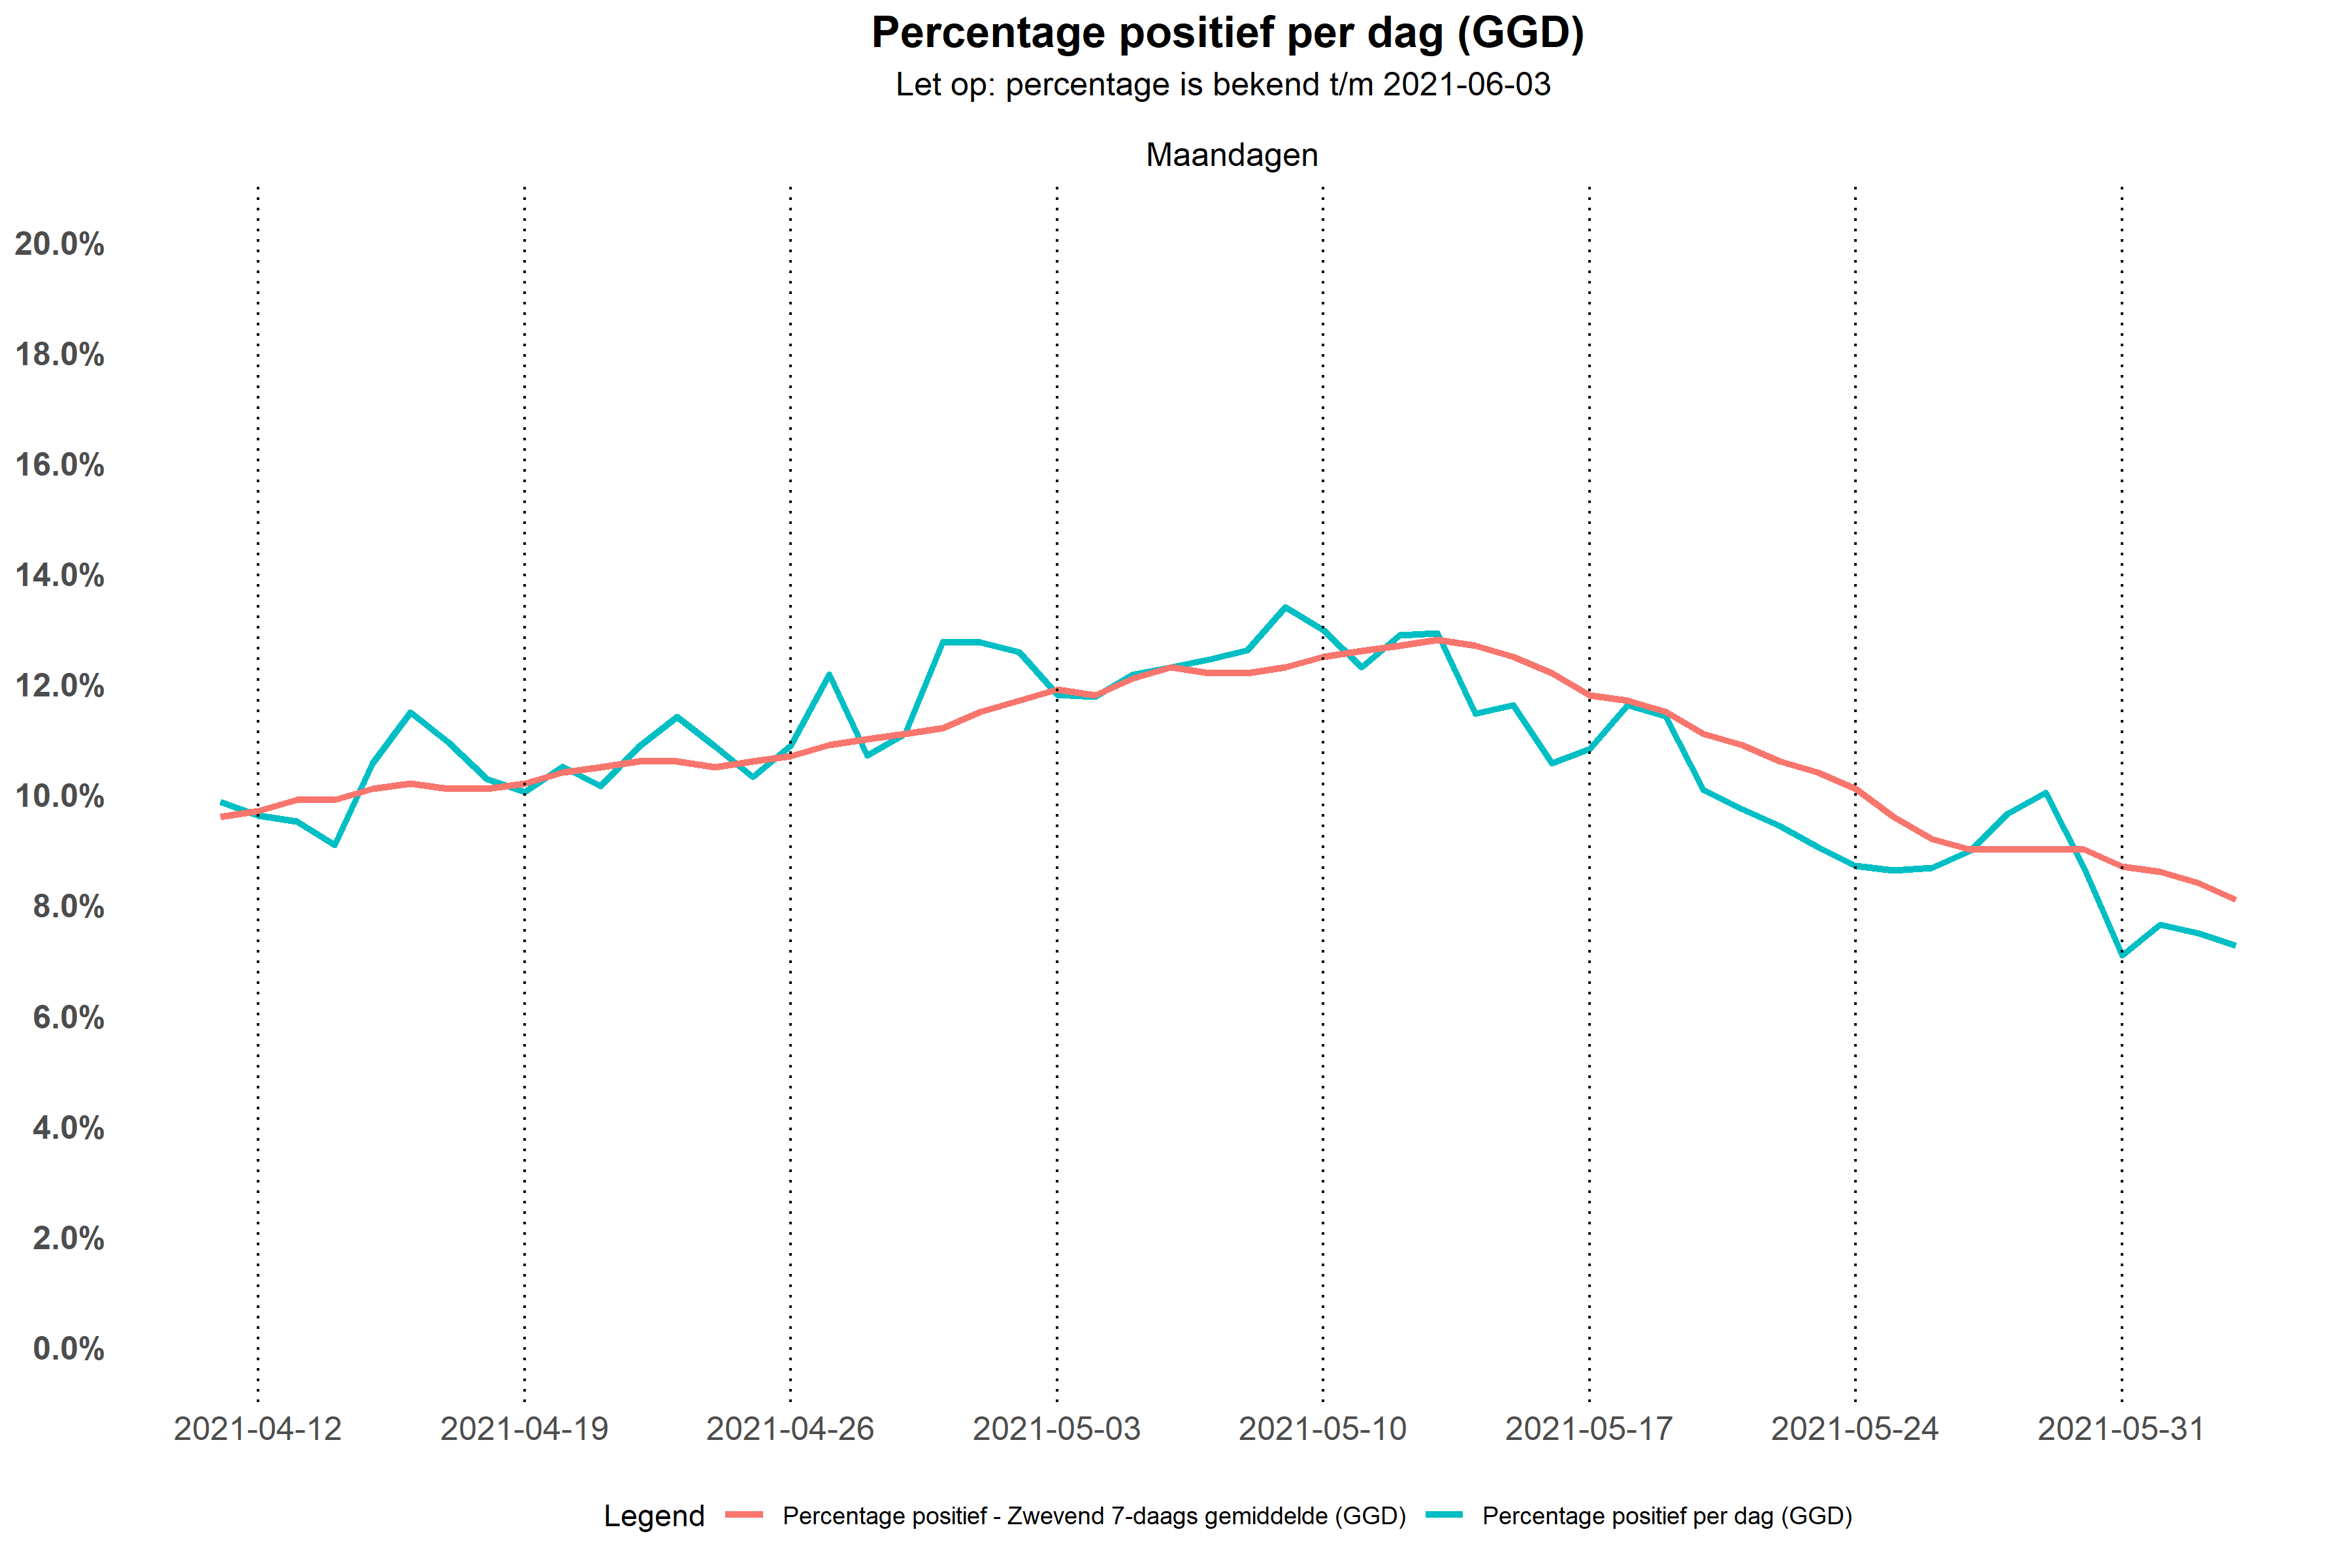 Percentage positief per dag (GGD)
Let op: percentage is bekend t/m 2021-06-03
Maandagen
20.0%
18.0%
16.0%
14.0%
12.0%
10.0%
8.0%
6.0%
4.0%
2.0%
0.0%
2021-04-12 2021-04-19 2021-04-26 2021-05-03 2021-05-10 2021-05-17 2021-05-24 2021-05-31
Legend Percentage positief - Zwevend 7-daags gemiddelde (GGD) Percentage positief per dag (GGD)